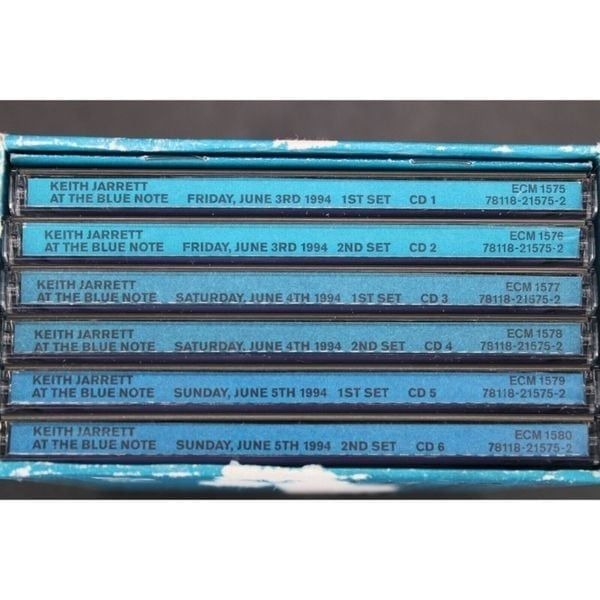 KEITH JARRETT ECM 1575
AT THE BLUE NOTE FRIDAY, JUNE 3RD 1994 1ST SET CD 1 78118-21575-2
KEITH JARRETT ECM 1576
AT THE BLUE NOTE FRIDAY, JUNE 3RD 1994 2ND SET CD 2 78118-21575-2
KEITH JARRETT ECM 1577
AT THE BLUE NOTE SATURDAY, JUNE 4TH 1994 1ST SET CD 3 78118-21575-2
KEITH JARRETT ECM 1578
AT THE BLUE NOTE SATURDAY, JUNE 4TH 1994 2ND SET CD 4 78118-21575-2
KEITH JARRETT ECM 1579
AT THE BLUE NOTE SUNDAY, JUNE 5TH 1994 1ST SET CD 5 78118-21575-2
KEITH JARRETT ECM 1580
AT THE BLUE NOTE SUNDAY, JUNE 5TH 1994 2ND SET CD 6 78118-21575-2